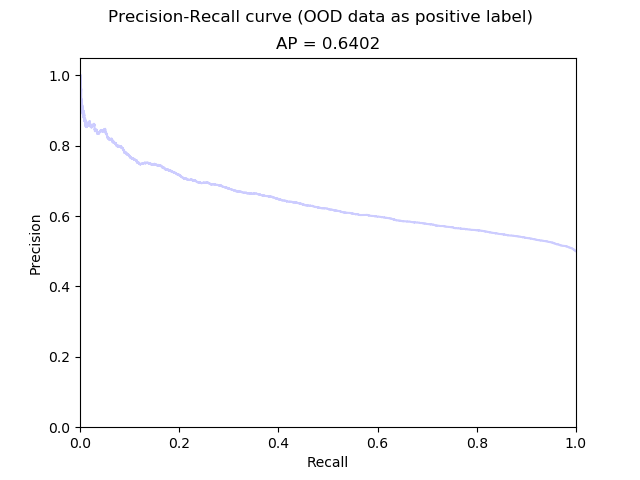 Precision-Recall curve (OOD data as positive label)
AP = 0.6402
1.0
0.8
0.6
0.4
0.2
0.0
Precision
0.0 0.2 0.4 0.6 0.8 1.0
Recall